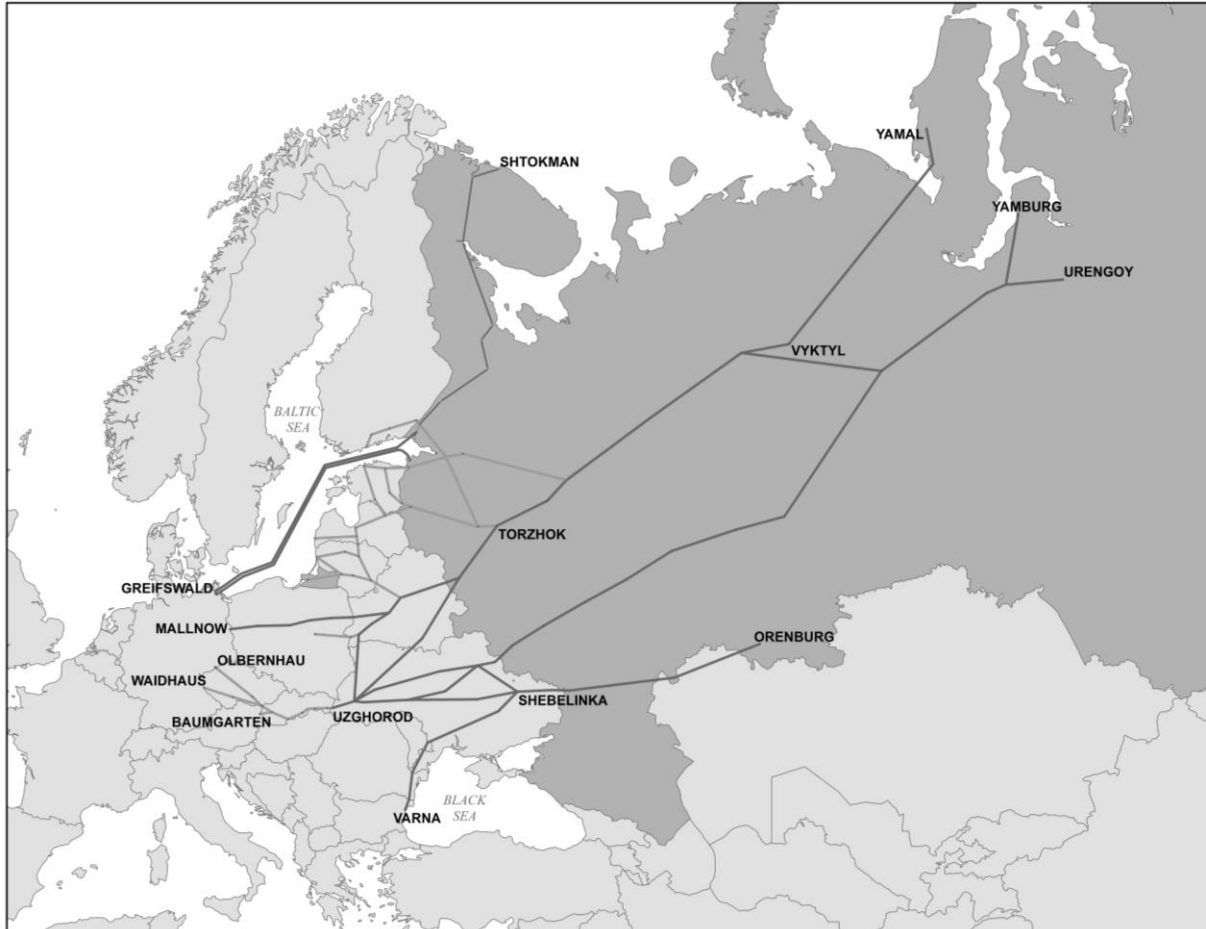 YAMAL
SHTOKMAN
YAMBURG
URENGOY
VYKTYL
BALTIC
SEA
TORZHOK
GREIFSWALD
MALLNOW
ORENBURG
OLBERNHAU
WAIDHAUS
SHEBELINKA
BAUMGARTEN
UZGHOROD
BLACK
SEA
VARNA